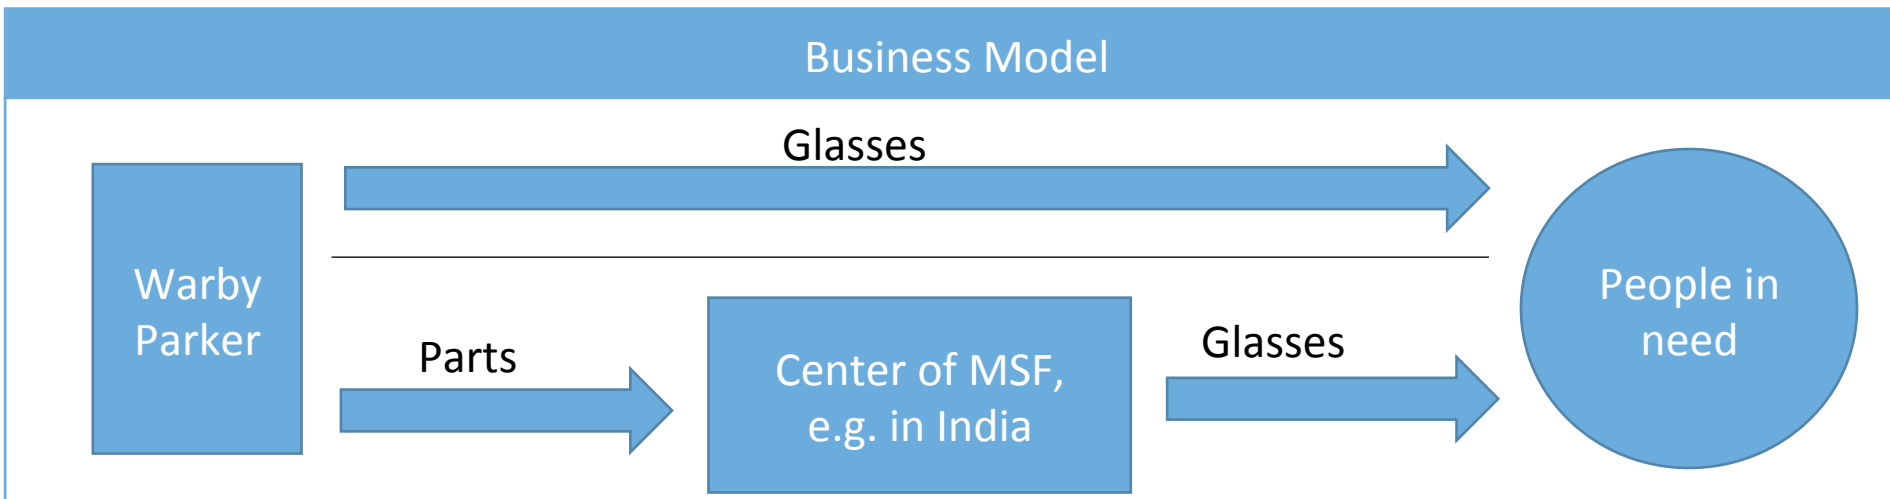 Business Model
Glasses
Warby
Parker
People in
need
Parts
Center of MSF,
e.g. in India
Glasses